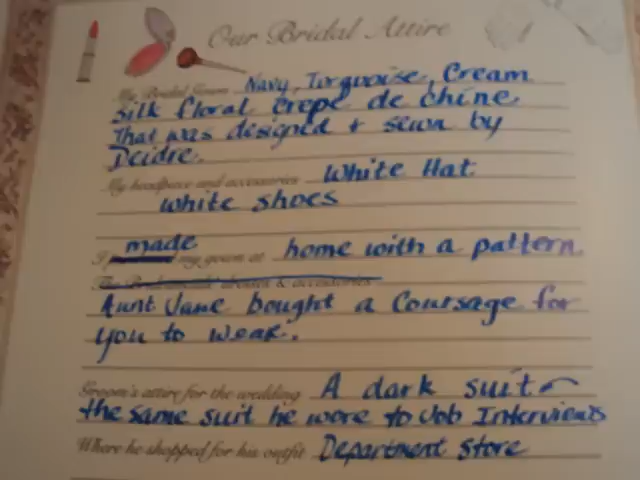 Our Bridal Attire
My Bridal Gown Navy, Torquoise, Cream
Silk floral crepe de chine
That was designed + sewn by
Deidre.
My headpiece and accessories White Hat
white shoes
I made my gown at home with a pattern.
The Bridesmaids' dresses & accessories
Aunt Jane bought a Coursage for
you to wear.
Groom's attire for the wedding A dark suit
the same suit he wore to Job Interviews
Where he shopped for his outfit Department Store